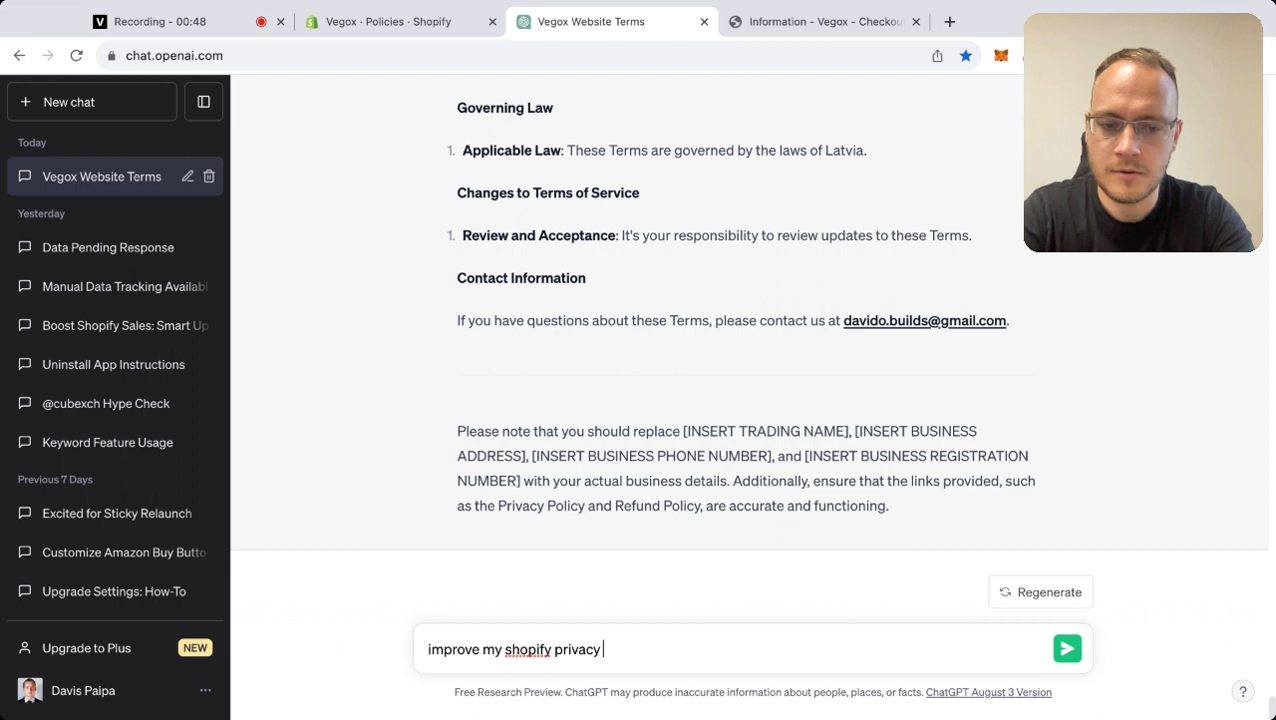 V Recording - 00:48
Vegox · Policies · Shopify
Vegox Website Terms
Information - Vegox - Checkou
chat.openai.com
New chat
Today
Vegox Website Terms
Yesterday
Data Pending Response
Manual Data Tracking Availabl
Boost Shopify Sales: Smart Up
Uninstall App Instructions
@cubexch Hype Check
Keyword Feature Usage
Previous 7 Days
Excited for Sticky Relaunch
Customize Amazon Buy Butto
Upgrade Settings: How-To
Upgrade to Plus NEW
Davis Paipa ...
Governing Law
1. Applicable Law: These Terms are governed by the laws of Latvia.
Changes to Terms of Service
1. Review and Acceptance: It's your responsibility to review updates to these Terms.
Contact Information
If you have questions about these Terms, please contact us at davido.builds@gmail.com.
Please note that you should replace [INSERT TRADING NAME], [INSERT BUSINESS
ADDRESS], [INSERT BUSINESS PHONE NUMBER], and [INSERT BUSINESS REGISTRATION
NUMBER] with your actual business details. Additionally, ensure that the links provided, such
as the Privacy Policy and Refund Policy, are accurate and functioning.
Regenerate
improve my shopify privacy
Free Research Preview. ChatGPT may produce inaccurate information about people, places, or facts. ChatGPT August 3 Version
?